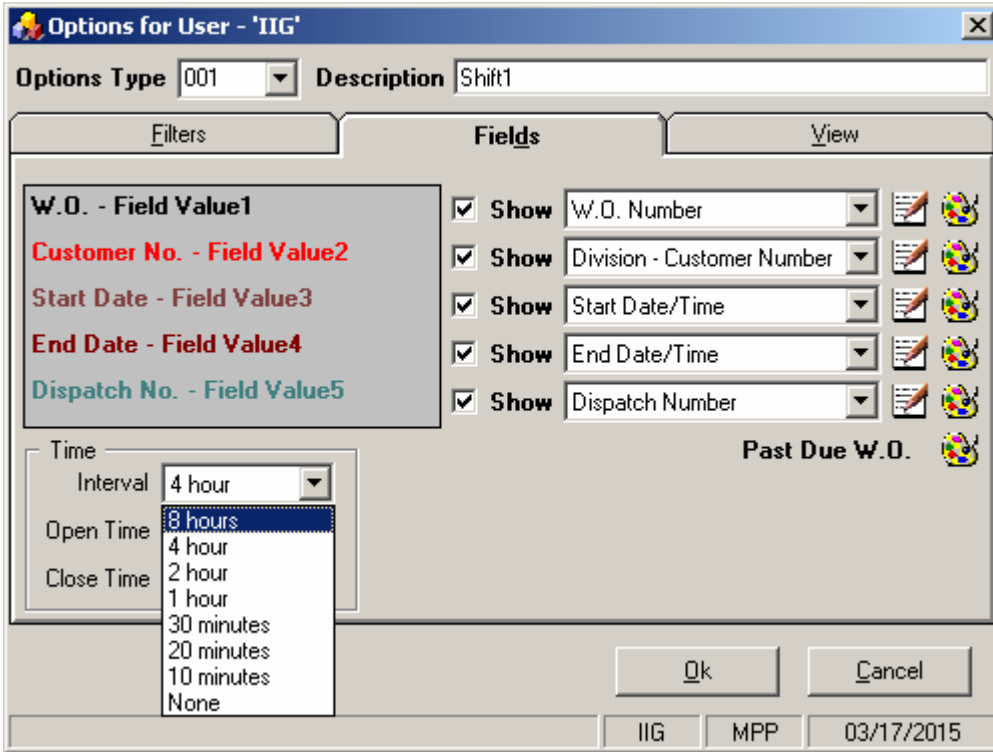 Options for User - 'IIG'
Options Type 001 Description Shift1
Filters Fields View
W.O. - Field Value1 Show W.O. Number
Customer No. - Field Value2 Show Division - Customer Number
Start Date - Field Value3 Show Start Date/Time
End Date - Field Value4 Show End Date/Time
Dispatch No. - Field Value5 Show Dispatch Number
Past Due W.O.
Time
Interval 4 hour
Open Time
Close Time
8 hours
4 hour
2 hour
1 hour
30 minutes
20 minutes
10 minutes
None
Ok Cancel
IIG MPP 03/17/2015